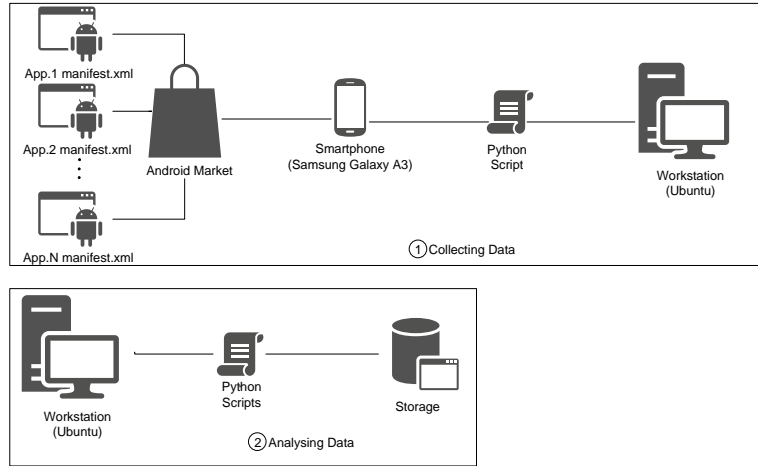 App.1 manifest.xml
App.2 manifest.xml
App.N manifest.xml
Android Market
Smartphone
(Samsung Galaxy A3)
Python
Script
Workstation
(Ubuntu)
1 Collecting Data
Workstation
(Ubuntu)
Python
Scripts
Storage
2 Analysing Data